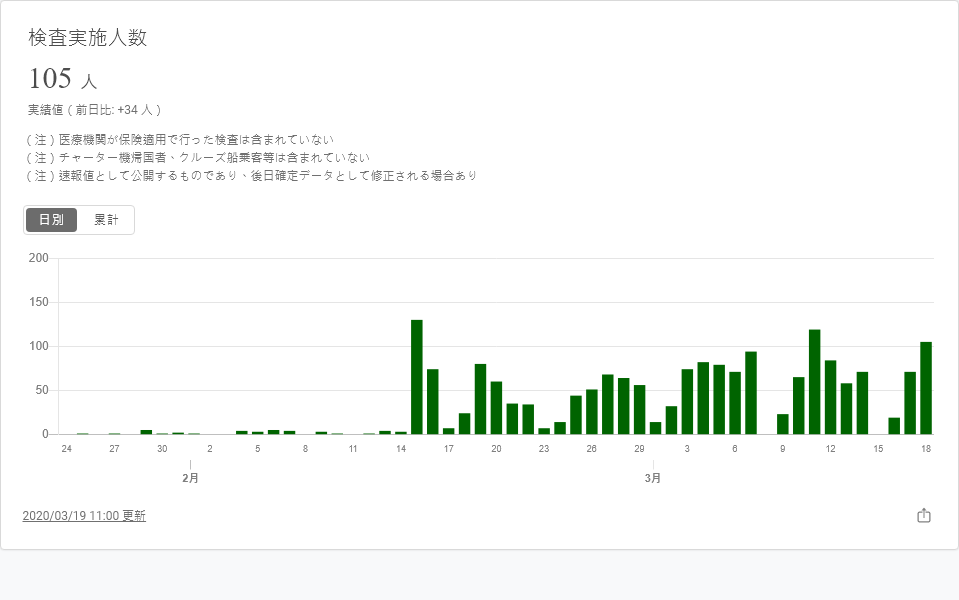 検査実施人数
105 人
実績値 ( 前日比: +34 人 )
( 注 ) 医療機関が保険適用で行った検査は含まれていない
( 注 ) チャーター機帰国者、クルーズ船乗客等は含まれていない
( 注 ) 速報値として公開するものであり、後日確定データとして修正される場合あり
日別 累計
200
150
100
50
0
24 27 30 2 5 8 11 14 17 20 23 26 29 3 6 9 12 15 18
2月 3月
2020/03/19 11:00 更新